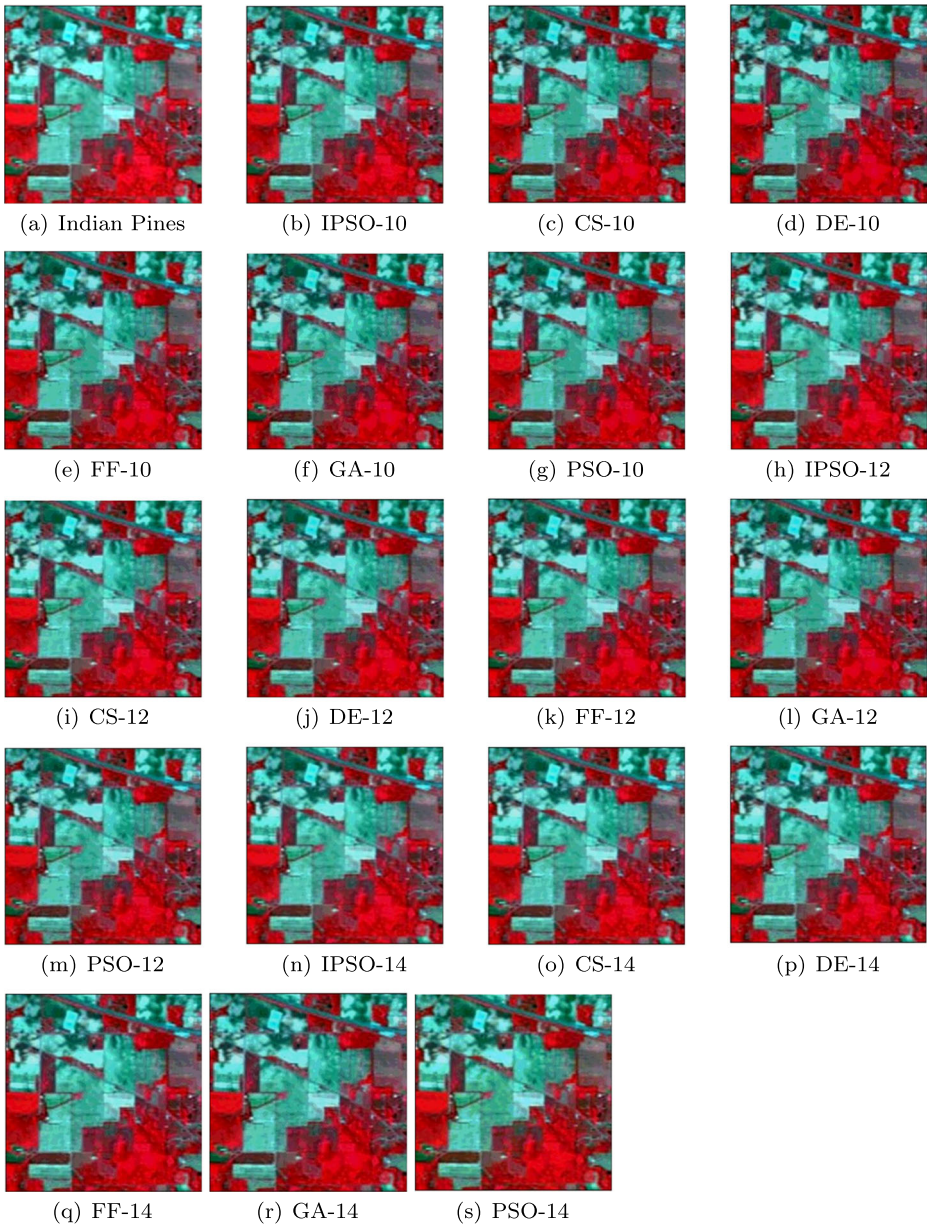 (a) Indian Pines
(b) IPSO-10
(c) CS-10
(d) DE-10
(e) FF-10
(f) GA-10
(g) PSO-10
(h) IPSO-12
(i) CS-12
(j) DE-12
(k) FF-12
(l) GA-12
(m) PSO-12
(n) IPSO-14
(o) CS-14
(p) DE-14
(q) FF-14
(r) GA-14
(s) PSO-14